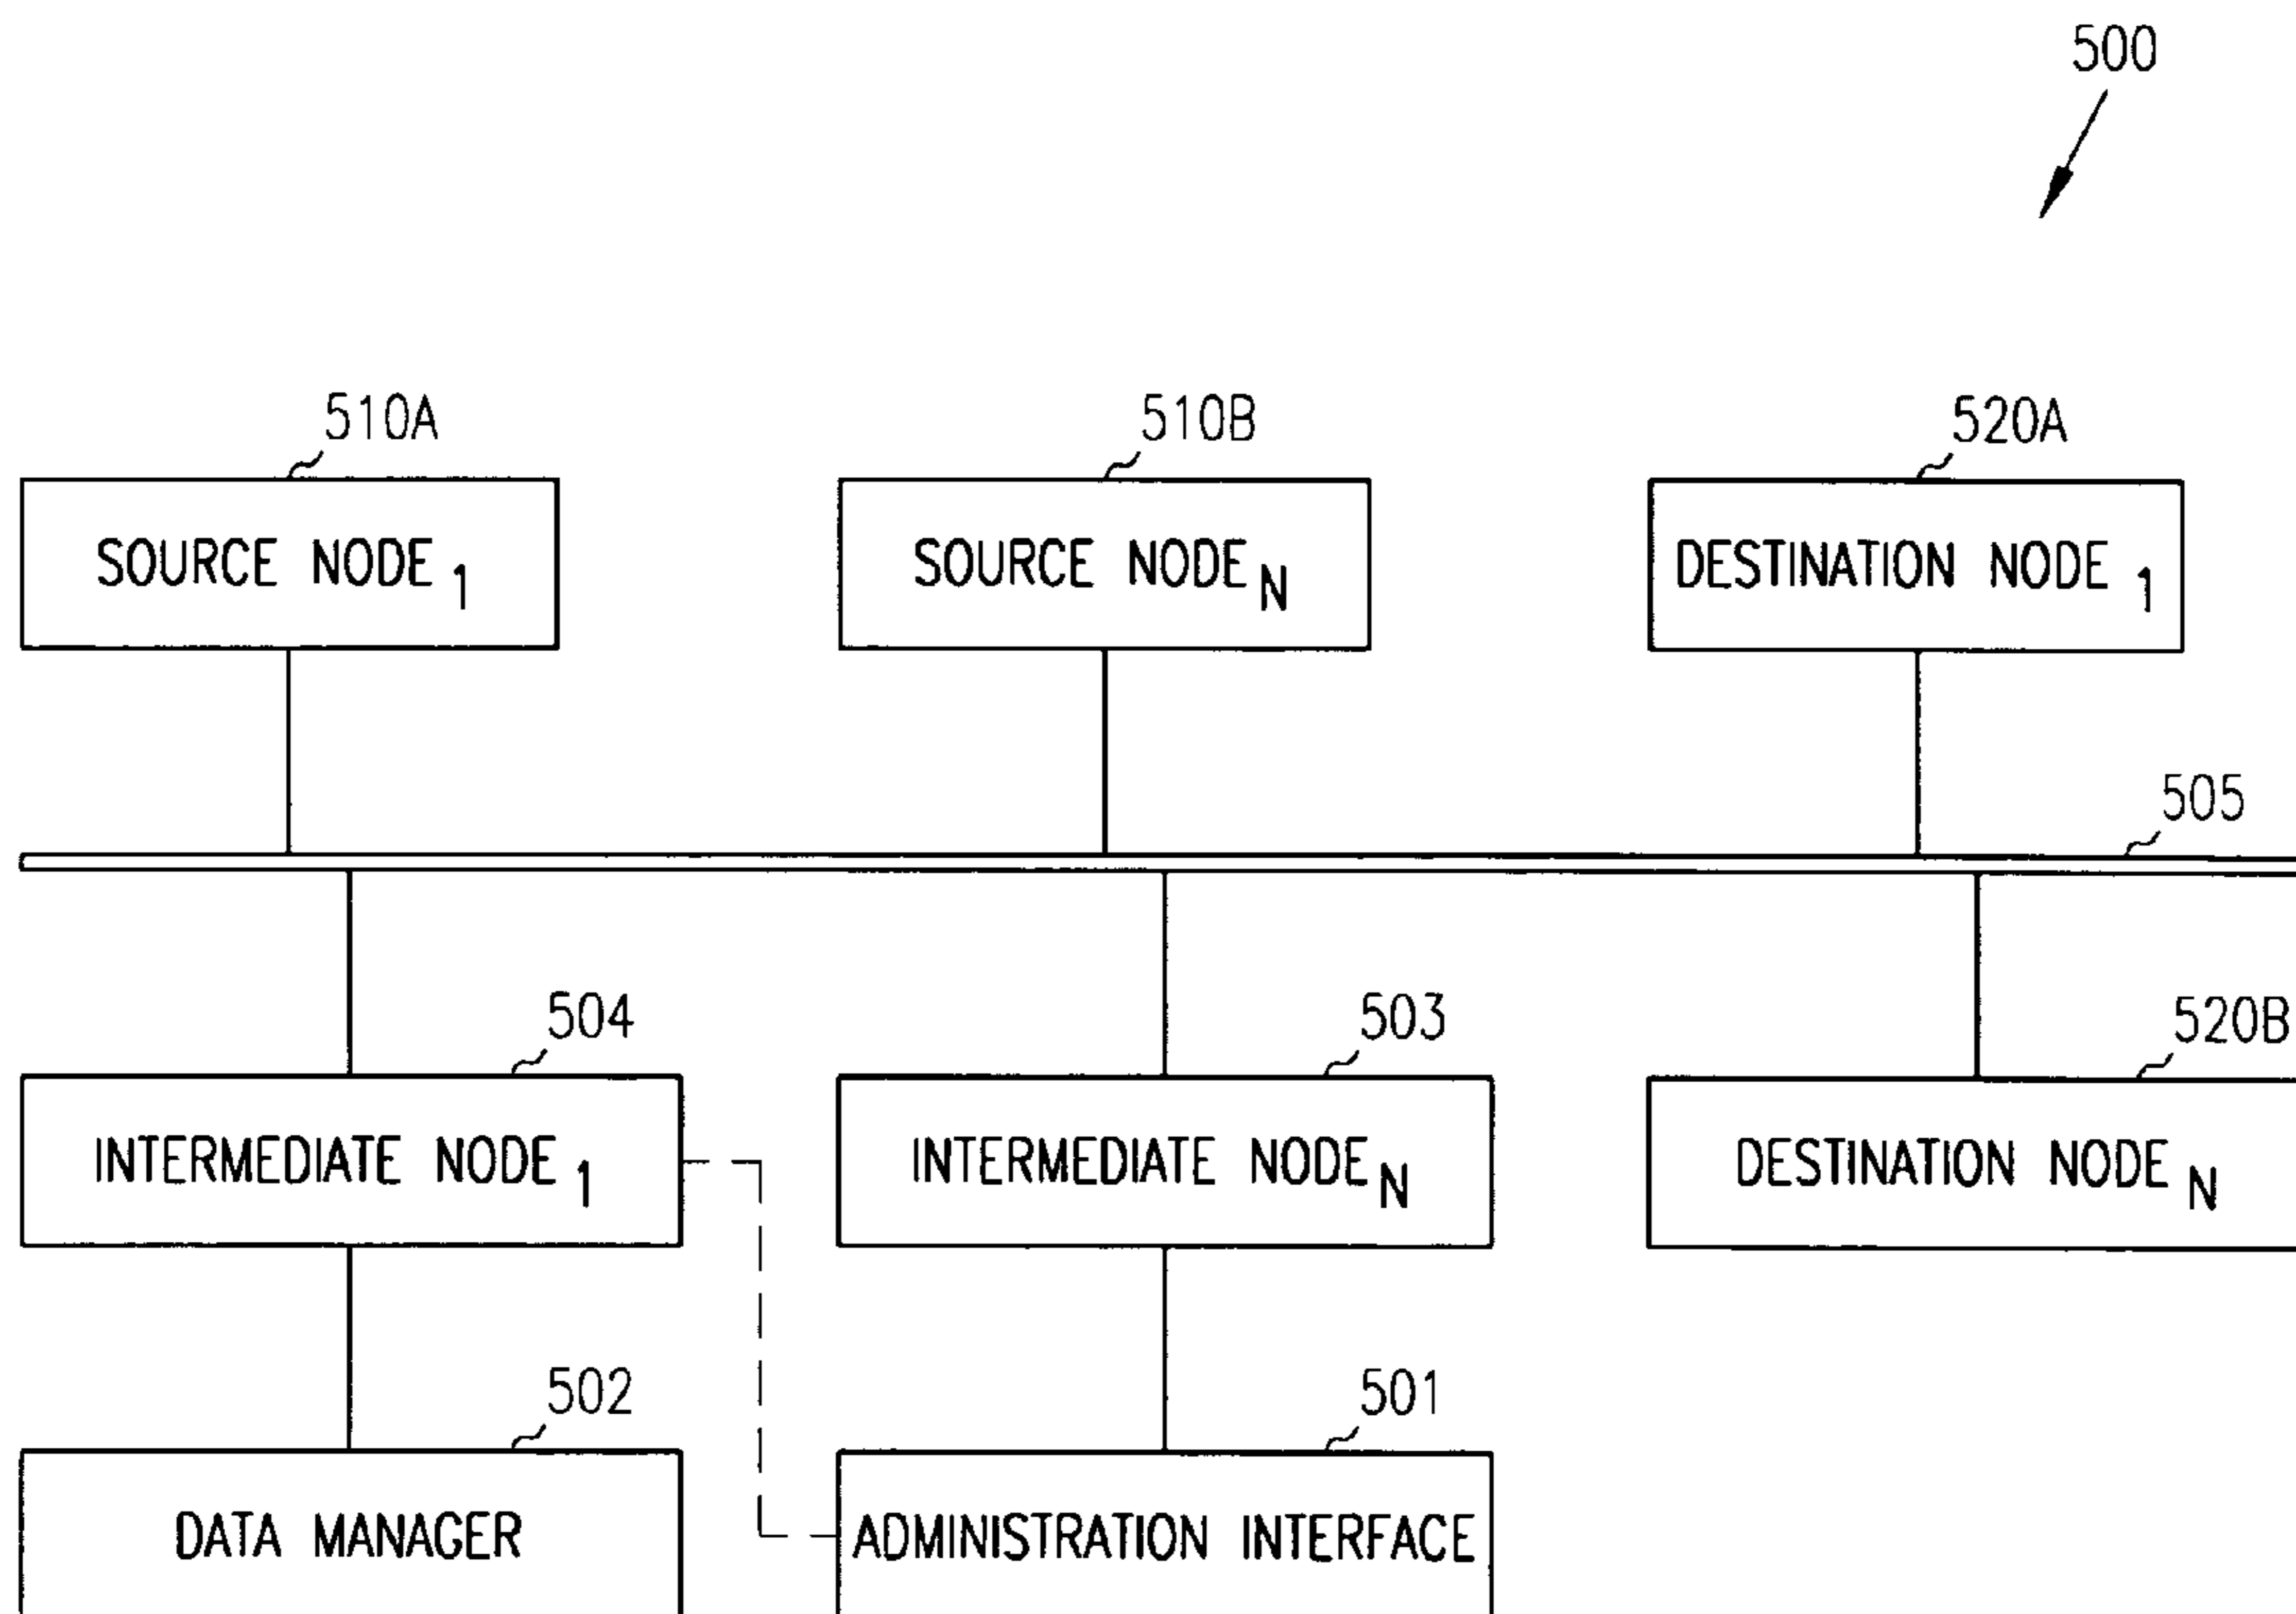 500
510A
510B
520A
SOURCE NODE 1
SOURCE NODE N
DESTINATION NODE 1
505
504
503
520B
INTERMEDIATE NODE 1
INTERMEDIATE NODE N
DESTINATION NODE N
502
501
DATA MANAGER
ADMINISTRATION INTERFACE